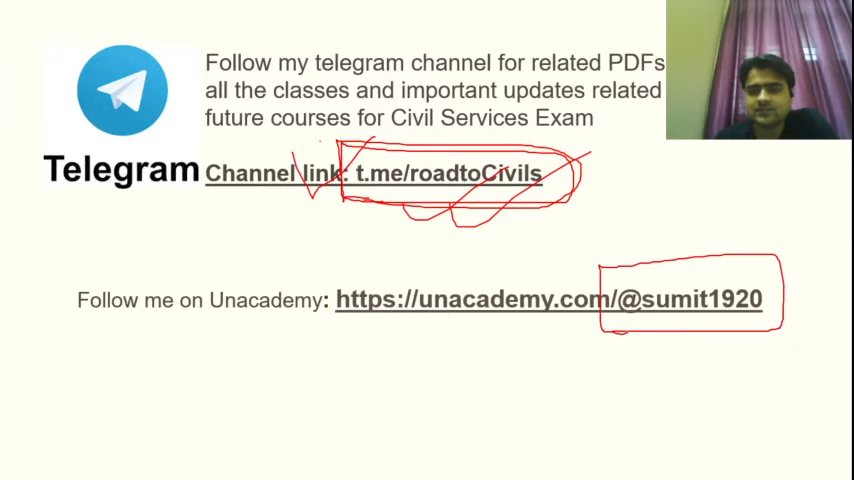 Follow my telegram channel for related PDFs
all the classes and important updates related
future courses for Civil Services Exam
Telegram
Channel link: t.me/roadtoCivils
Follow me on Unacademy: https://unacademy.com/@sumit1920